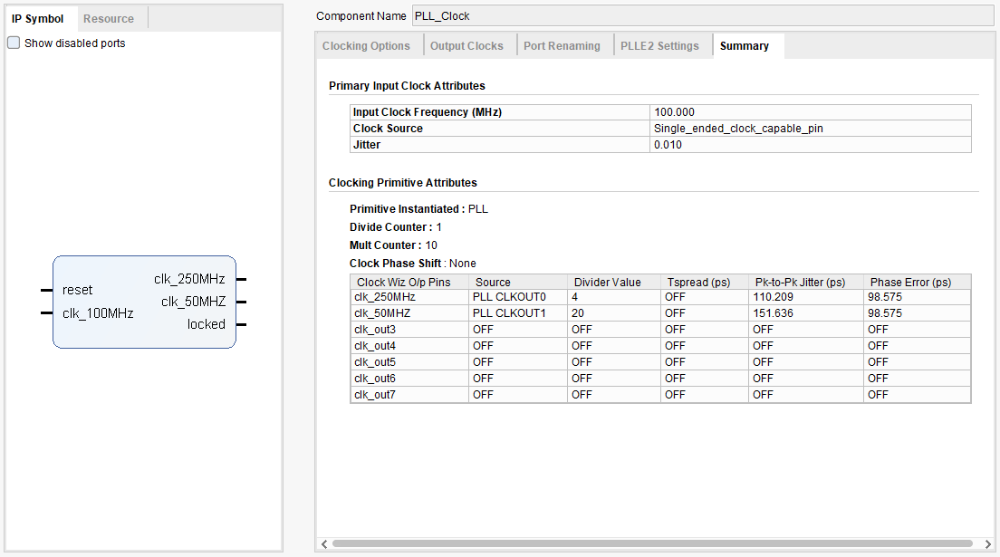 IP Symbol Resource
Show disabled ports
reset
clk_100MHz
clk_250MHz
clk_50MHZ
locked
Component Name PLL_Clock
Clocking Options Output Clocks Port Renaming PLLE2 Settings Summary
Primary Input Clock Attributes
Input Clock Frequency (MHz) 100.000
Clock Source Single_ended_clock_capable_pin
Jitter 0.010
Clocking Primitive Attributes
Primitive Instantiated : PLL
Divide Counter : 1
Mult Counter : 10
Clock Phase Shift : None
Clock Wiz O/p Pins Source Divider Value Tspread (ps) Pk-to-Pk Jitter (ps) Phase Error (ps)
clk_250MHz PLL CLKOUT0 4 OFF 110.209 98.575
clk_50MHZ PLL CLKOUT1 20 OFF 151.636 98.575
clk_out3 OFF OFF OFF OFF OFF
clk_out4 OFF OFF OFF OFF OFF
clk_out5 OFF OFF OFF OFF OFF
clk_out6 OFF OFF OFF OFF OFF
clk_out7 OFF OFF OFF OFF OFF